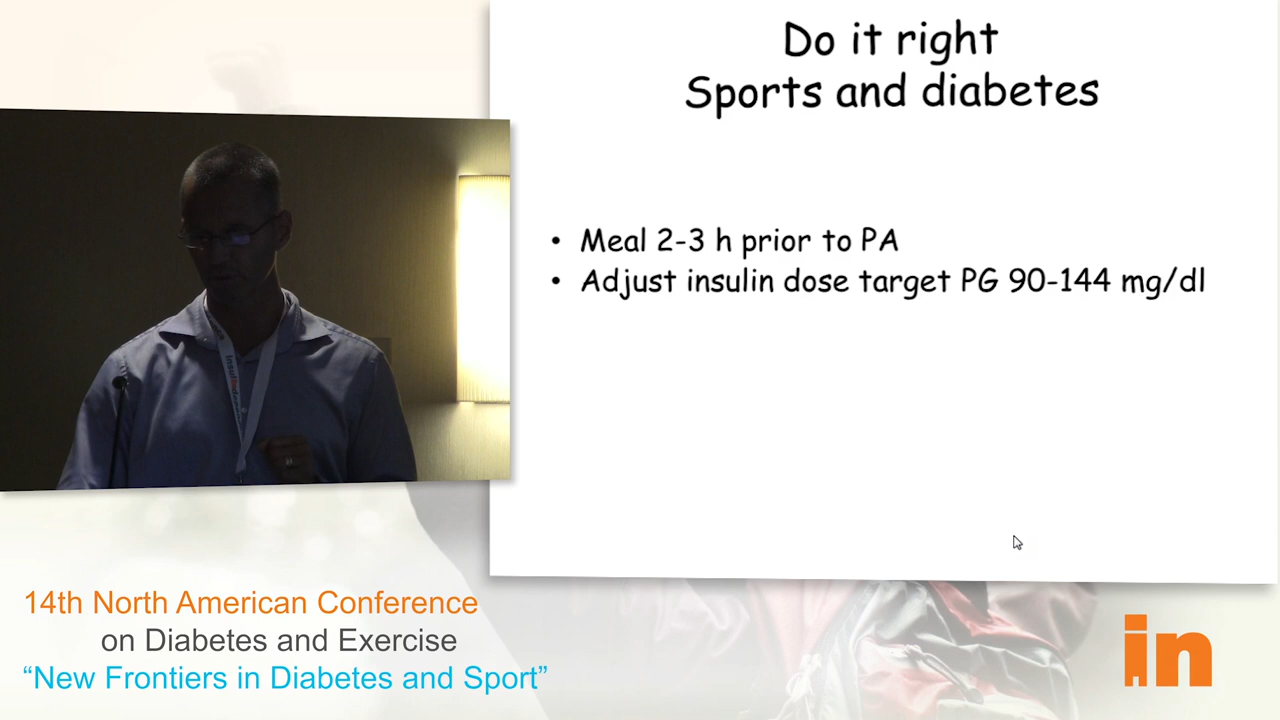 Do it right
Sports and diabetes
• Meal 2-3 h prior to PA
• Adjust insulin dose target PG 90-144 mg/dl
14th North American Conference
on Diabetes and Exercise
“New Frontiers in Diabetes and Sport”
in